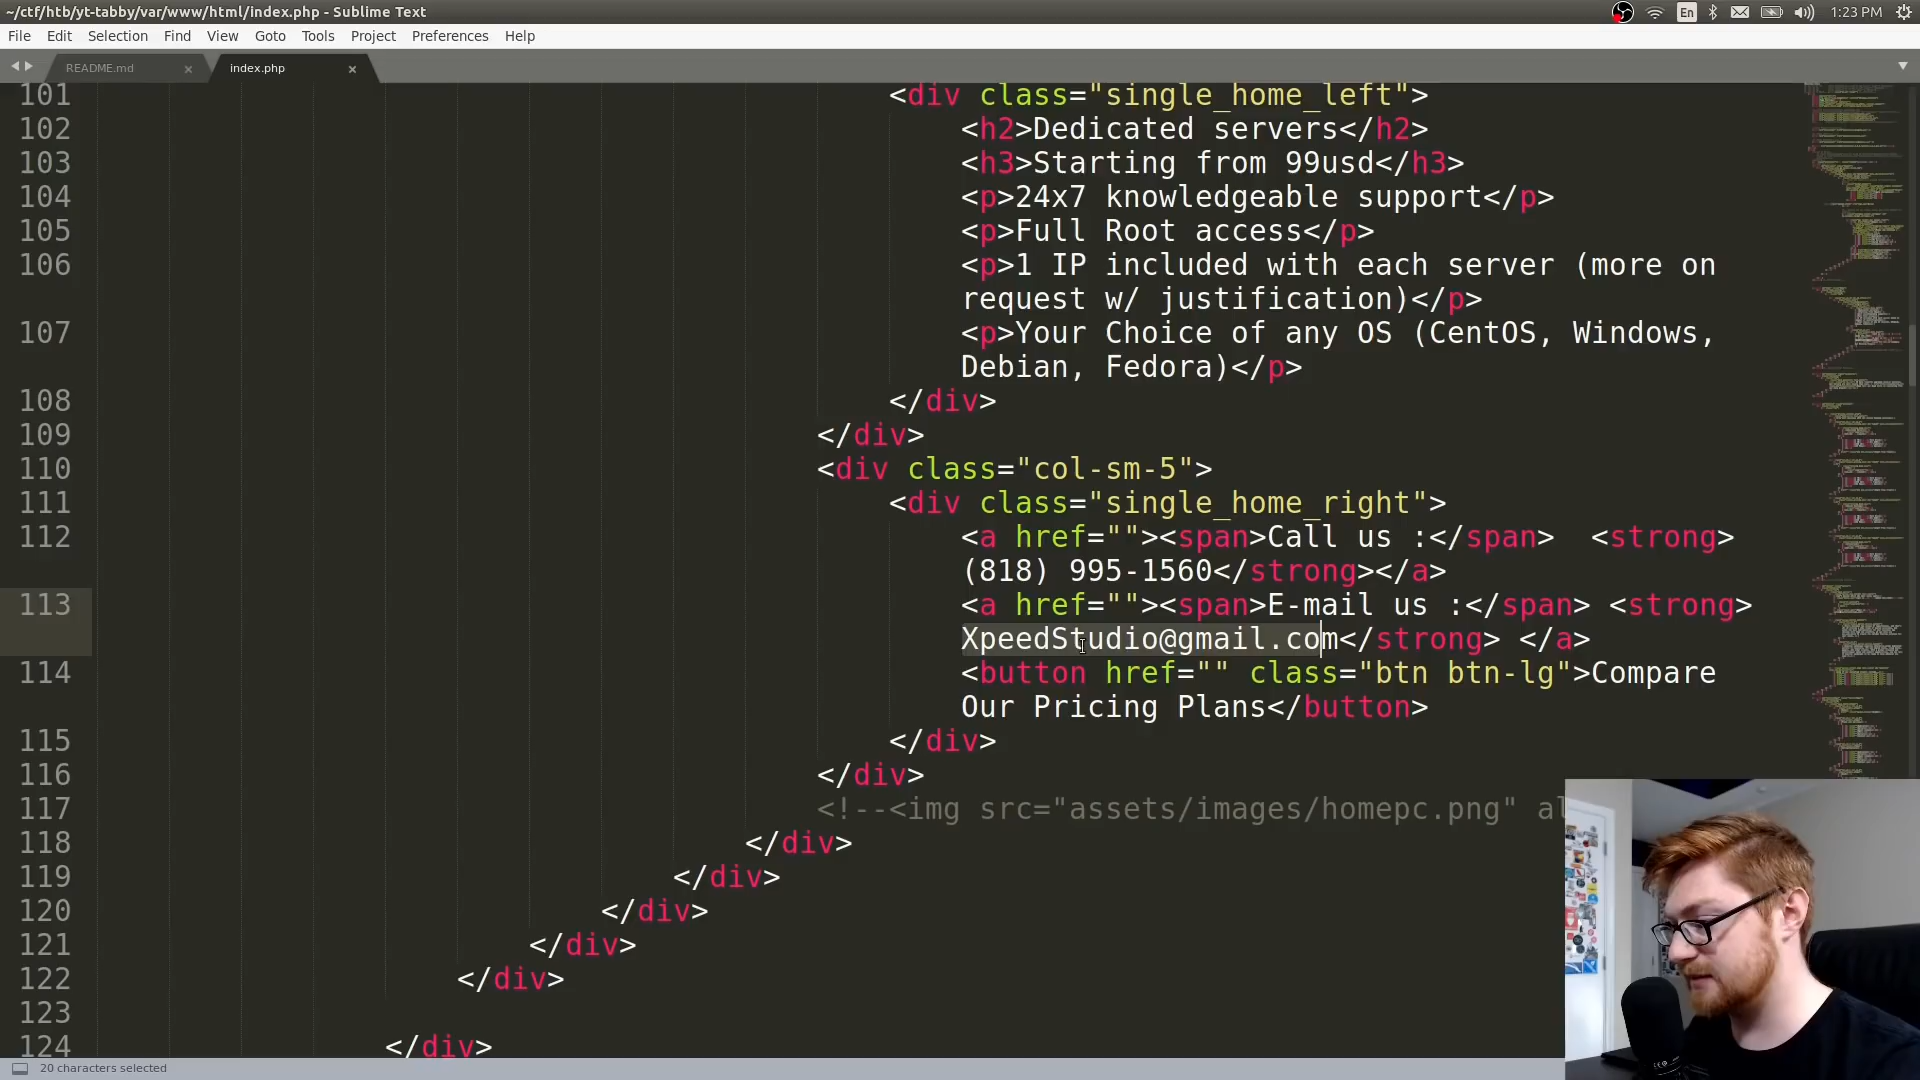 ~/ctf/htb/yt-tabby/var/www/html/index.php - Sublime Text
En
1:23 PM
File Edit Selection Find View Goto Tools Project Preferences Help
README.md × index.php ×
101 <div class="single_home_left">
102 <h2>Dedicated servers</h2>
103 <h3>Starting from 99usd</h3>
104 <p>24x7 knowledgeable support</p>
105 <p>Full Root access</p>
106 <p>1 IP included with each server (more on
request w/ justification)</p>
107 <p>Your Choice of any OS (CentOS, Windows,
Debian, Fedora)</p>
108 </div>
109 </div>
110 <div class="col-sm-5">
111 <div class="single_home_right">
112 <a href=""><span>Call us :</span>  <strong>
(818) 995-1560</strong></a>
113 <a href=""><span>E-mail us :</span> <strong>
XpeedStudio@gmail.com</strong> </a>
114 <button href="" class="btn btn-lg">Compare
Our Pricing Plans</button>
115 </div>
116 </div>
117 <!--<img src="assets/images/homepc.png"
118 </div>
119 </div>
120 </div>
121 </div>
122 </div>
123
124 </div>
20 characters selected